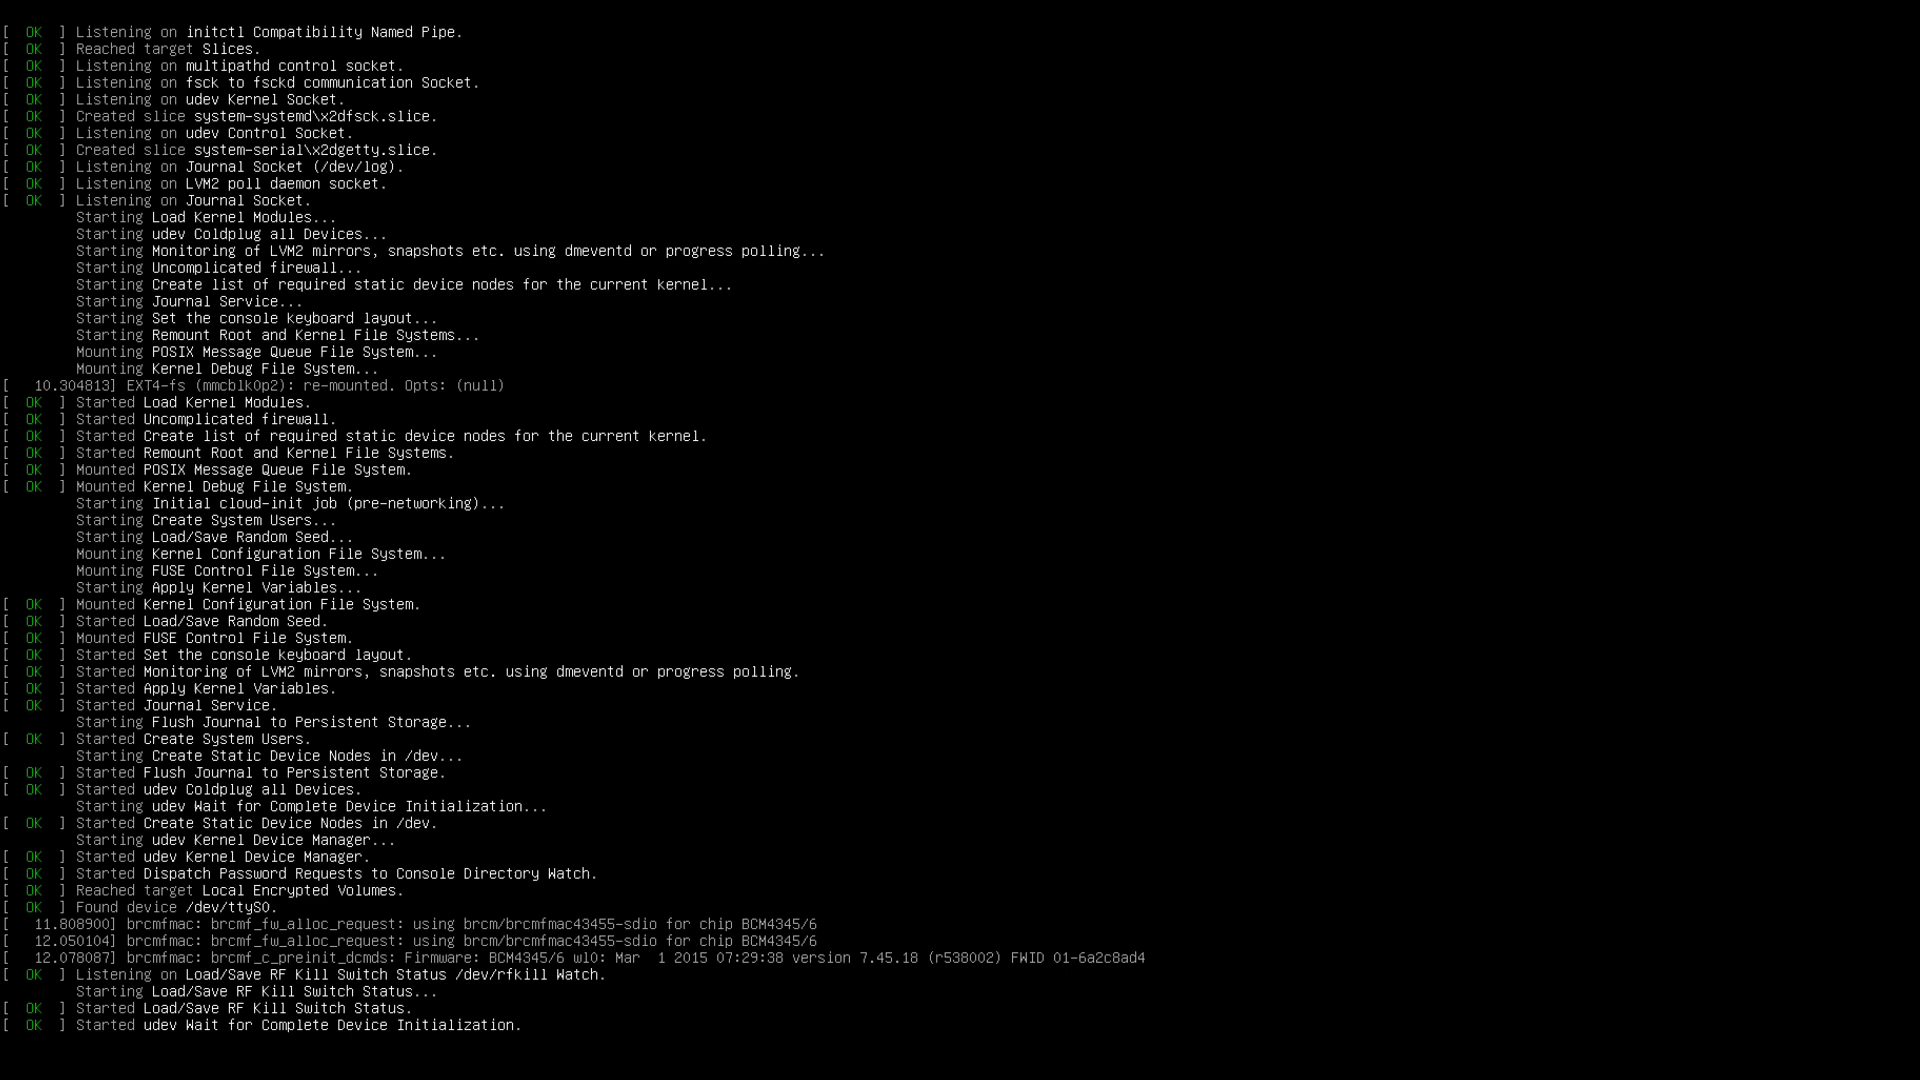 [  OK  ] Listening on initctl Compatibility Named Pipe.
[  OK  ] Reached target Slices.
[  OK  ] Listening on multipathd control socket.
[  OK  ] Listening on fsck to fsckd communication Socket.
[  OK  ] Listening on udev Kernel Socket.
[  OK  ] Created slice system-systemd\x2dfsck.slice.
[  OK  ] Listening on udev Control Socket.
[  OK  ] Created slice system-serial\x2dgetty.slice.
[  OK  ] Listening on Journal Socket (/dev/log).
[  OK  ] Listening on LVM2 poll daemon socket.
[  OK  ] Listening on Journal Socket.
Starting Load Kernel Modules...
Starting udev Coldplug all Devices...
Starting Monitoring of LVM2 mirrors, snapshots etc. using dmeventd or progress polling...
Starting Uncomplicated firewall...
Starting Create list of required static device nodes for the current kernel...
Starting Journal Service...
Starting Set the console keyboard layout...
Starting Remount Root and Kernel File Systems...
Mounting POSIX Message Queue File System...
Mounting Kernel Debug File System...
[   10.304813] EXT4-fs (mmcblk0p2): re-mounted. Opts: (null)
[  OK  ] Started Load Kernel Modules.
[  OK  ] Started Uncomplicated firewall.
[  OK  ] Started Create list of required static device nodes for the current kernel.
[  OK  ] Started Remount Root and Kernel File Systems.
[  OK  ] Mounted POSIX Message Queue File System.
[  OK  ] Mounted Kernel Debug File System.
Starting Initial cloud-init job (pre-networking)...
Starting Create System Users...
Starting Load/Save Random Seed...
Mounting Kernel Configuration File System...
Mounting FUSE Control File System...
Starting Apply Kernel Variables...
[  OK  ] Mounted Kernel Configuration File System.
[  OK  ] Started Load/Save Random Seed.
[  OK  ] Mounted FUSE Control File System.
[  OK  ] Started Set the console keyboard layout.
[  OK  ] Started Monitoring of LVM2 mirrors, snapshots etc. using dmeventd or progress polling.
[  OK  ] Started Apply Kernel Variables.
[  OK  ] Started Journal Service.
Starting Flush Journal to Persistent Storage...
[  OK  ] Started Create System Users.
Starting Create Static Device Nodes in /dev...
[  OK  ] Started Flush Journal to Persistent Storage.
[  OK  ] Started udev Coldplug all Devices.
Starting udev Wait for Complete Device Initialization...
[  OK  ] Started Create Static Device Nodes in /dev.
Starting udev Kernel Device Manager...
[  OK  ] Started udev Kernel Device Manager.
[  OK  ] Started Dispatch Password Requests to Console Directory Watch.
[  OK  ] Reached target Local Encrypted Volumes.
[  OK  ] Found device /dev/ttyS0.
[   11.808900] brcmfmac: brcmf_fw_alloc_request: using brcm/brcmfmac43455-sdio for chip BCM4345/6
[   12.050104] brcmfmac: brcmf_fw_alloc_request: using brcm/brcmfmac43455-sdio for chip BCM4345/6
[   12.078087] brcmfmac: brcmf_c_preinit_dcmds: Firmware: BCM4345/6 wl0: Mar  1 2015 07:29:38 version 7.45.18 (r538002) FWID 01-6a2c8ad4
[  OK  ] Listening on Load/Save RF Kill Switch Status /dev/rfkill Watch.
Starting Load/Save RF Kill Switch Status...
[  OK  ] Started Load/Save RF Kill Switch Status.
[  OK  ] Started udev Wait for Complete Device Initialization.